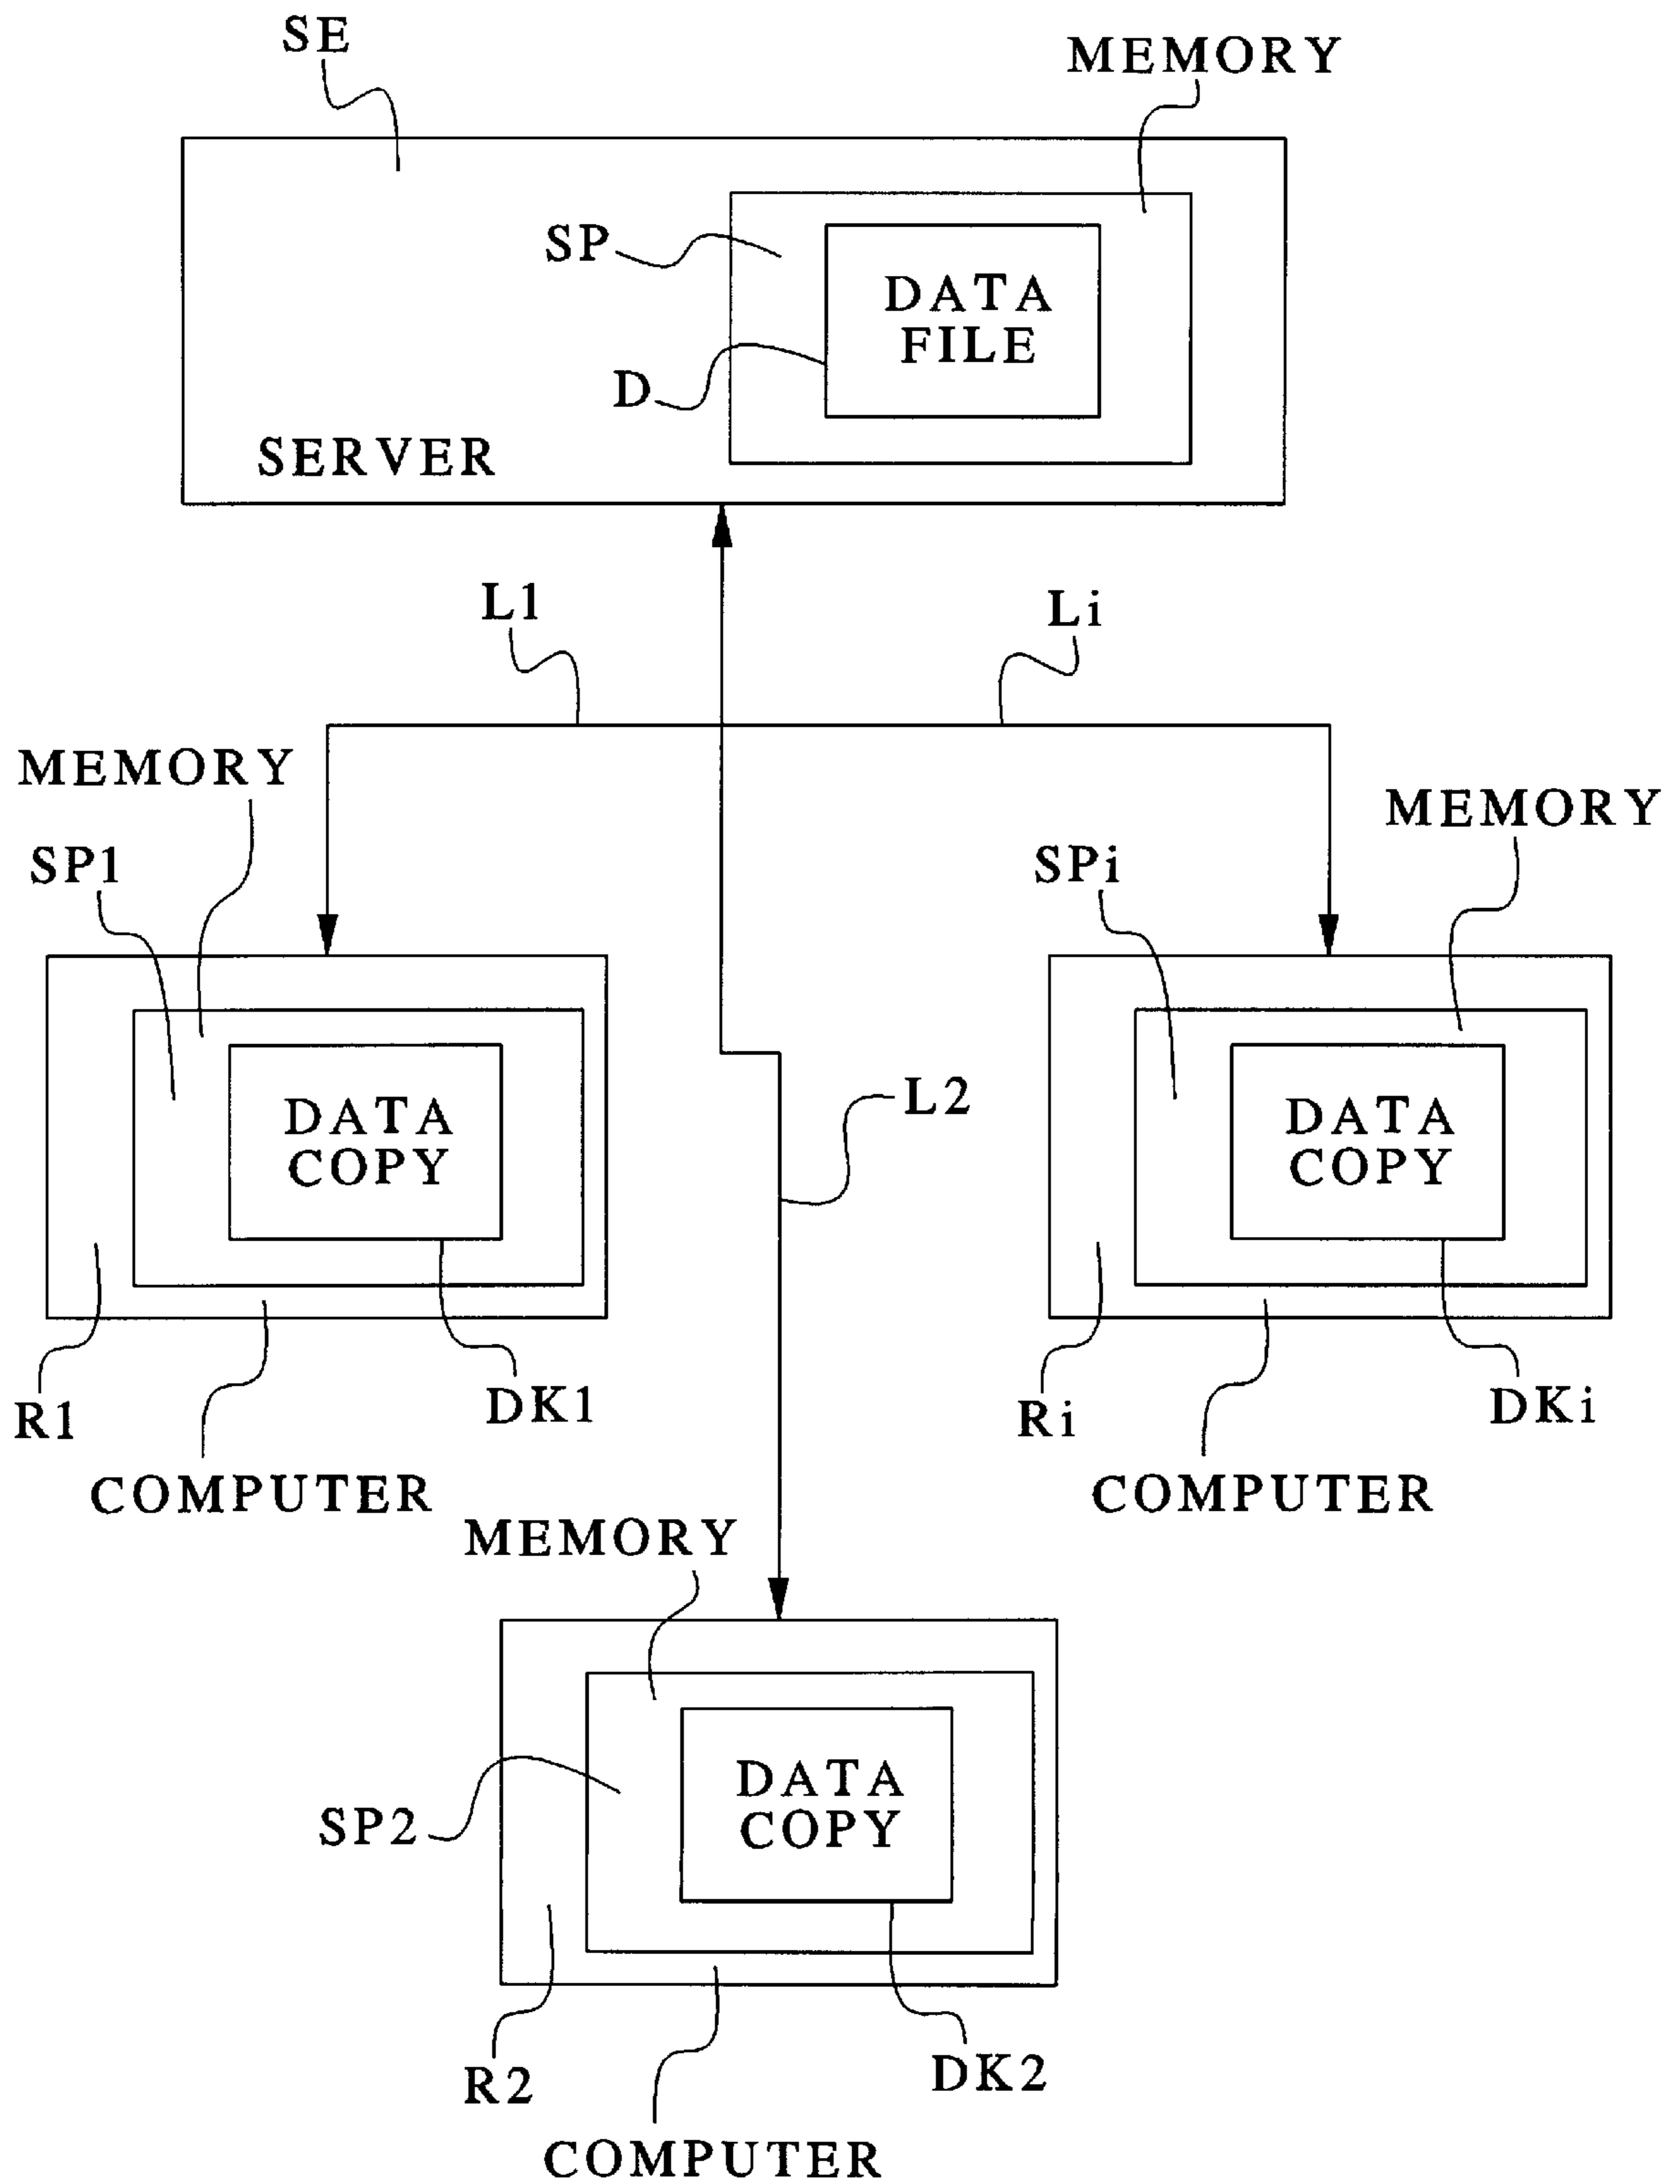 SE
MEMORY
SP
DATA
FILE
D
SERVER
L1
Li
MEMORY
MEMORY
SP1
SPi
DATA
COPY
L2
DATA
COPY
R1
DK1
Ri
DKi
COMPUTER
COMPUTER
MEMORY
DATA
COPY
SP2
R2
DK2
COMPUTER